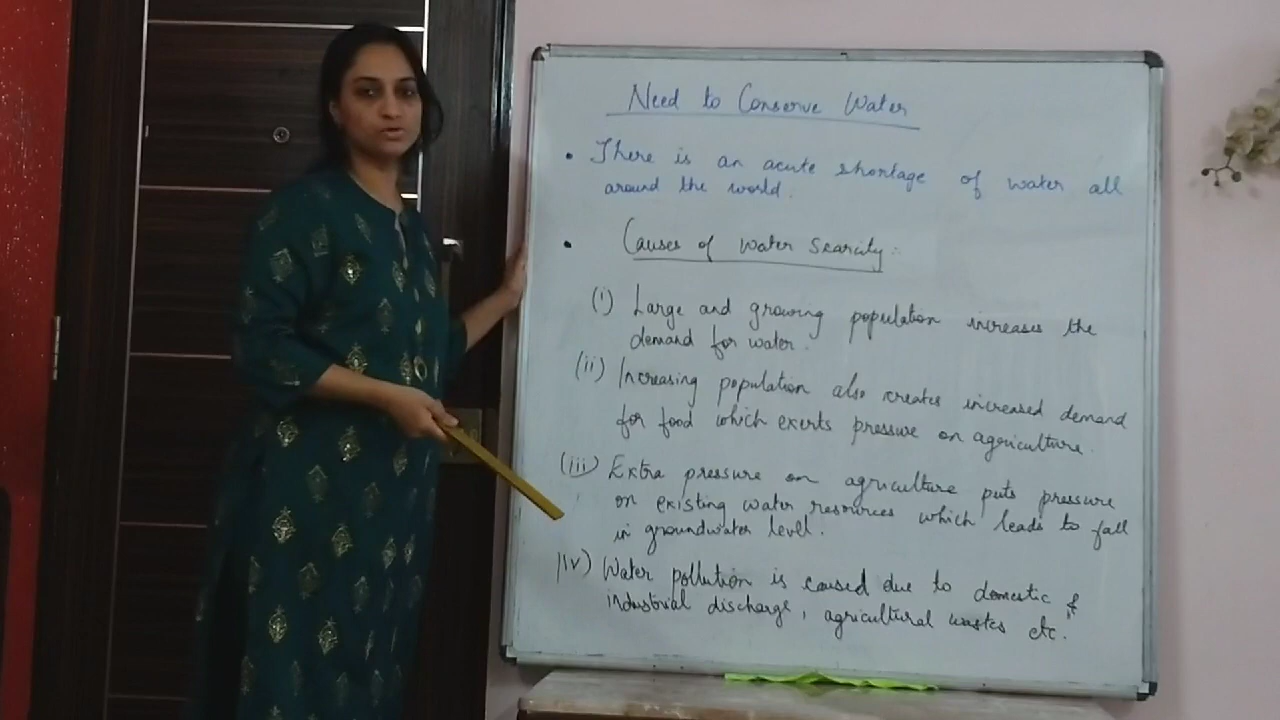 Need to Conserve Water
• There is an acute shortage of water all
around the world.
• Causes of Water Scarcity:
(i) Large and growing population increases the
demand for water.
(ii) Increasing population also creates increased demand
for food which exerts pressure on agriculture.
(iii) Extra pressure on agriculture puts pressure
on existing water resources which leads to fall
in groundwater level.
(iv) Water pollution is caused due to domestic &
industrial discharge, agricultural wastes etc.